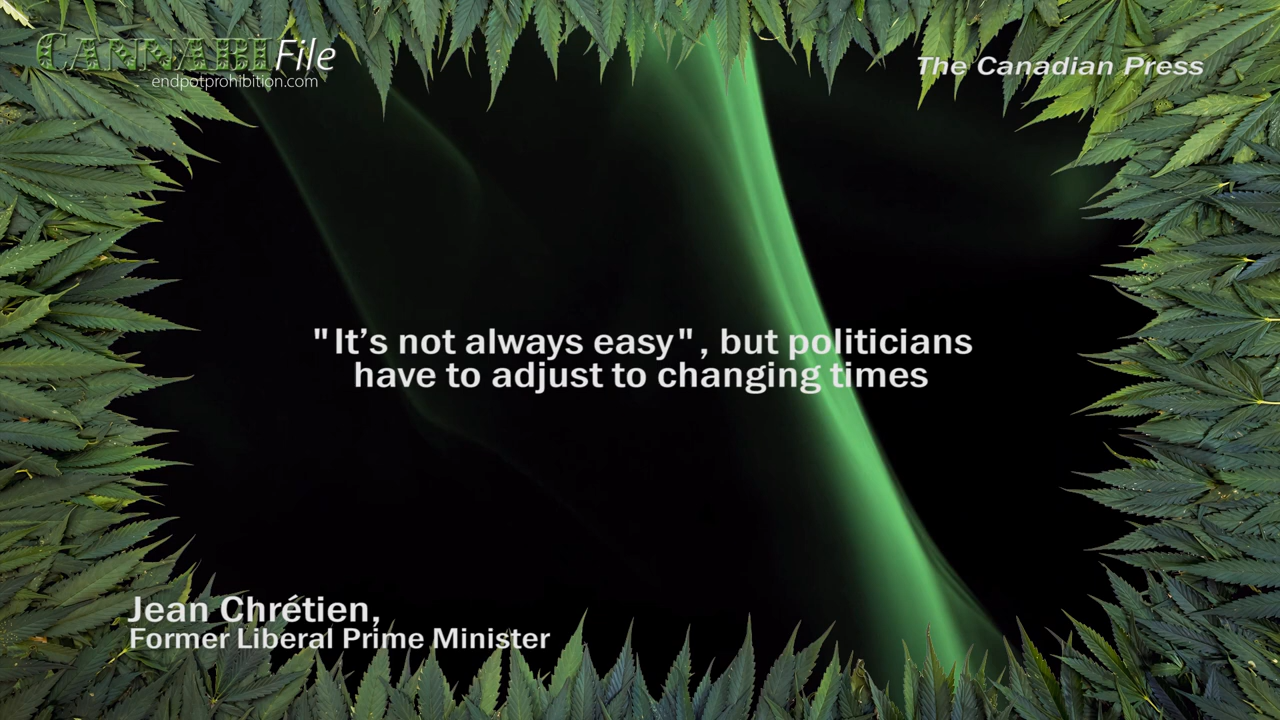 CANNABIFile
endpotprohibition.com
The Canadian Press
"It’s not always easy", but politicians
have to adjust to changing times
Jean Chrétien,
Former Liberal Prime Minister